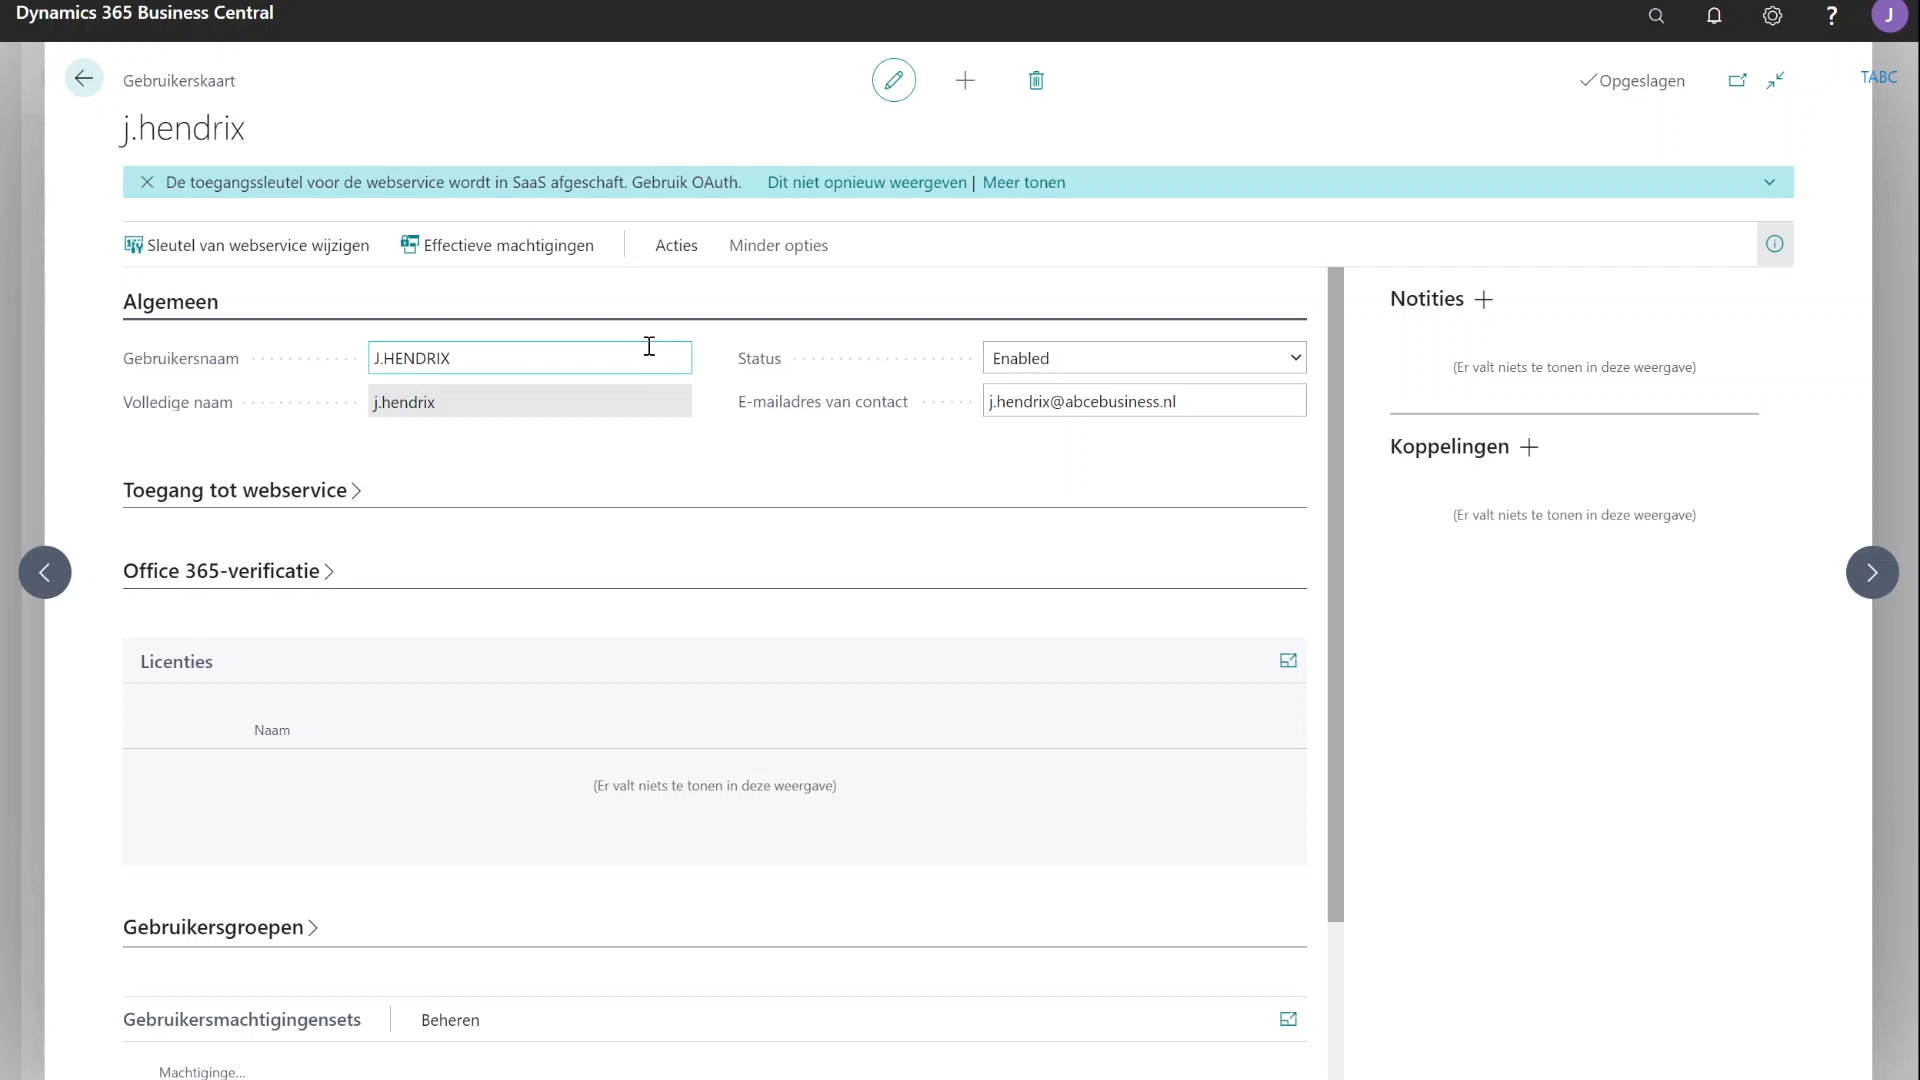 Dynamics 365 Business Central
?
J
Gebruikerskaart
Opgeslagen
TABC
j.hendrix
De toegangssleutel voor de webservice wordt in SaaS afgeschaft. Gebruik OAuth. Dit niet opnieuw weergeven | Meer tonen
Sleutel van webservice wijzigen
Effectieve machtigingen
Acties
Minder opties
Algemeen
Gebruikersnaam
J.HENDRIX
Status
Enabled
Volledige naam
j.hendrix
E-mailadres van contact
j.hendrix@abcebusiness.nl
Toegang tot webservice
Office 365-verificatie
Licenties
Naam
(Er valt niets te tonen in deze weergave)
Gebruikersgroepen
Gebruikersmachtigingensets
Beheren
Machtiginge...
Notities
(Er valt niets te tonen in deze weergave)
Koppelingen
(Er valt niets te tonen in deze weergave)